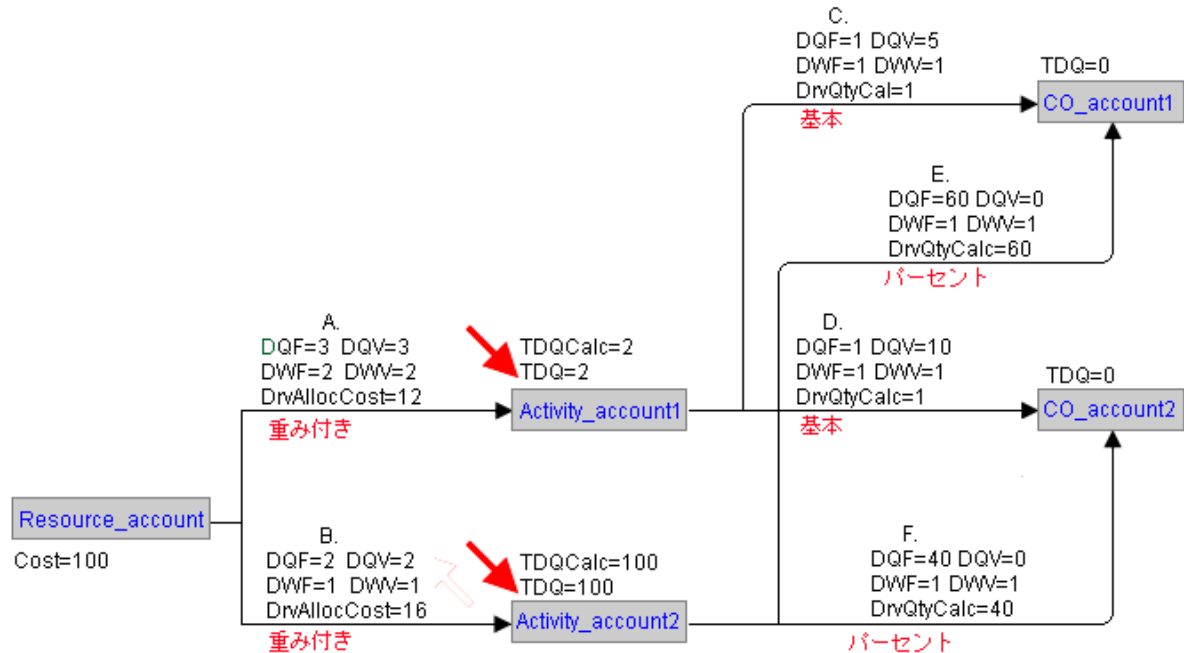 C.
DQF=1 DQV=5
DWF=1 DWV=1
DrvQtyCal=1
基本
TDQ=0
CO_account1
E.
DQF=60 DQV=0
DWF=1 DWV=1
DrvQtyCalc=60
パーセント
A.
DQF=3 DQV=3
DWF=2 DWV=2
DrvAllocCost=12
重み付き
TDQCalc=2
TDQ=2
Activity_account1
D.
DQF=1 DQV=10
DWF=1 DWV=1
DrvQtyCalc=1
基本
TDQ=0
CO_account2
Resource_account
Cost=100
B.
DQF=2 DQV=2
DWF=1 DWV=1
DrvAllocCost=16
重み付き
TDQCalc=100
TDQ=100
Activity_account2
F.
DQF=40 DQV=0
DWF=1 DWV=1
DrvQtyCalc=40
パーセント